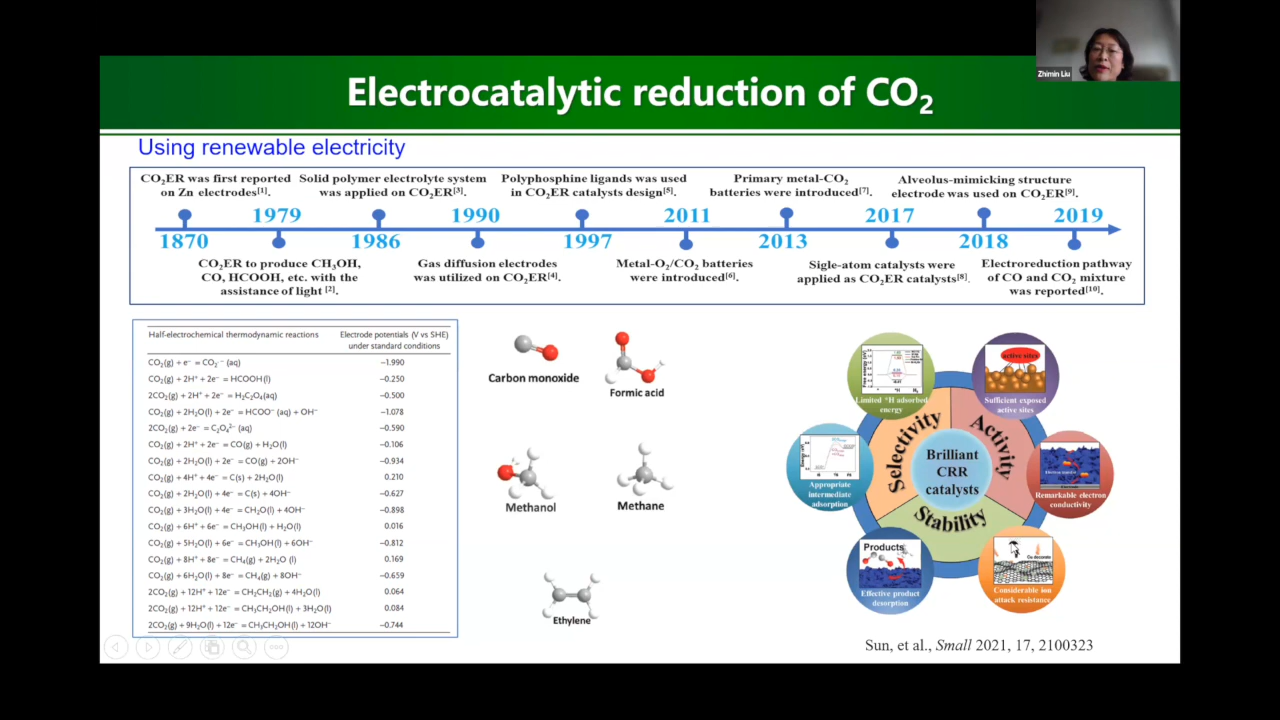 Zhimin Liu
Electrocatalytic reduction of CO₂
Using renewable electricity
CO₂ER was first reported
on Zn electrodes[1].
Solid polymer electrolyte system
was applied on CO₂ER[3].
Polyphosphine ligands was used
in CO₂ER catalysts design[5].
Primary metal-CO₂
batteries were introduced[7].
Alveolus-mimicking structure
electrode was used on CO₂ER[9].
1979 1990 2011 2017 2019
1870 1986 1997 2013 2018
CO₂ER to produce CH₃OH,
CO, HCOOH, etc. with the
assistance of light [2].
Gas diffusion electrodes
was utilized on CO₂ER[4].
Metal-O₂/CO₂ batteries
were introduced[6].
Sigle-atom catalysts were
applied as CO₂ER catalysts[8].
Electroreduction pathway
of CO and CO₂ mixture
was reported[10].
Half-electrochemical thermodynamic reactions
Electrode potentials (V vs SHE)
under standard conditions
CO₂(g) + e⁻ = CO₂·⁻ (aq) −1.990
CO₂(g) + 2H⁺ + 2e⁻ = HCOOH(l) −0.250
2CO₂(g) + 2H⁺ + 2e⁻ = H₂C₂O₄(aq) −0.500
CO₂(g) + 2H₂O(l) + 2e⁻ = HCOO⁻ (aq) + OH⁻ −1.078
2CO₂(g) + 2e⁻ = C₂O₄²⁻ (aq) −0.590
CO₂(g) + 2H⁺ + 2e⁻ = CO(g) + H₂O(l) −0.106
CO₂(g) + 2H₂O(l) + 2e⁻ = CO(g) + 2OH⁻ −0.934
CO₂(g) + 4H⁺ + 4e⁻ = C(s) + 2H₂O(l) 0.210
CO₂(g) + 2H₂O(l) + 4e⁻ = C(s) + 4OH⁻ −0.627
CO₂(g) + 3H₂O(l) + 4e⁻ = CH₂O(l) + 4OH⁻ −0.898
CO₂(g) + 6H⁺ + 6e⁻ = CH₃OH(l) + H₂O(l) 0.016
CO₂(g) + 5H₂O(l) + 6e⁻ = CH₃OH(l) + 6OH⁻ −0.812
CO₂(g) + 8H⁺ + 8e⁻ = CH₄(g) + 2H₂O (l) 0.169
CO₂(g) + 6H₂O(l) + 8e⁻ = CH₄(g) + 8OH⁻ −0.659
2CO₂(g) + 12H⁺ + 12e⁻ = CH₂CH₂(g) + 4H₂O(l) 0.064
2CO₂(g) + 12H⁺ + 12e⁻ = CH₃CH₂OH(l) + 3H₂O(l) 0.084
2CO₂(g) + 9H₂O(l) + 12e⁻ = CH₃CH₂OH(l) + 12OH⁻ −0.744
Carbon monoxide
Formic acid
Methanol
Methane
Ethylene
Limited *H adsorbed
energy
active sites
Sufficient exposed
active sites
Appropriate
intermediate
adsorption
Remarkable electron
conductivity
Products
Effective product
desorption
Considerable ion
attack resistance
Selectivity
Activity
Stability
Brilliant
CRR
catalysts
Sun, et al., Small 2021, 17, 2100323